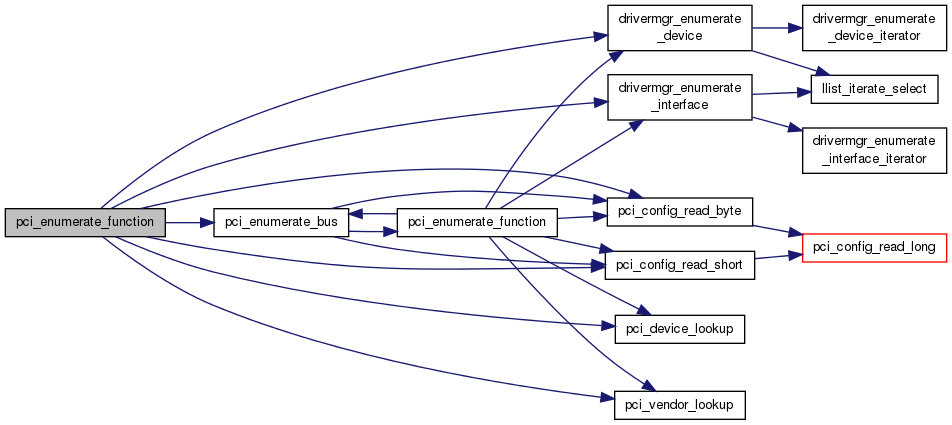 drivermgr_enumerate
_device
drivermgr_enumerate
_device_iterator
llist_iterate_select
drivermgr_enumerate
_interface
drivermgr_enumerate
_interface_iterator
pci_enumerate_function
pci_enumerate_bus
pci_enumerate_function
pci_config_read_byte
pci_config_read_long
pci_config_read_short
pci_device_lookup
pci_vendor_lookup